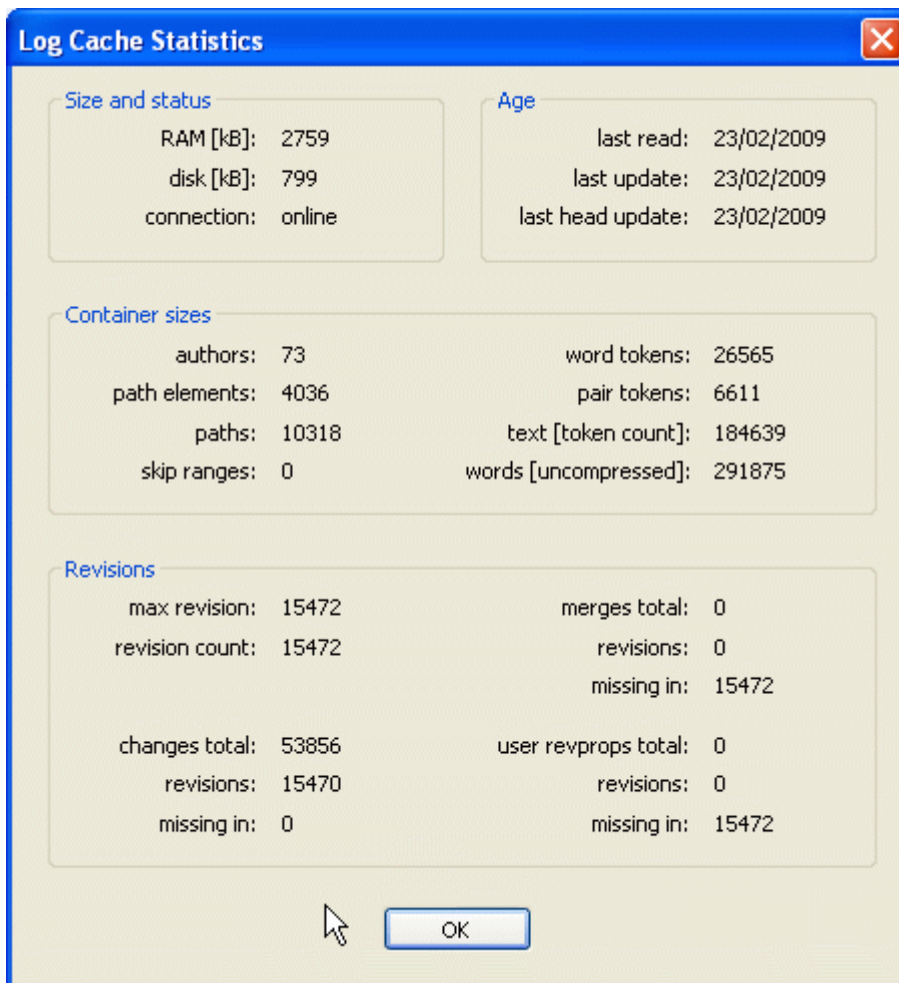 Log Cache Statistics
Size and status
RAM [kB]: 2759
disk [kB]: 799
connection: online
Age
last read: 23/02/2009
last update: 23/02/2009
last head update: 23/02/2009
Container sizes
authors: 73
path elements: 4036
paths: 10318
skip ranges: 0
word tokens: 26565
pair tokens: 6611
text [token count]: 184639
words [uncompressed]: 291875
Revisions
max revision: 15472
revision count: 15472
merges total: 0
revisions: 0
missing in: 15472
changes total: 53856
revisions: 15470
missing in: 0
user revprops total: 0
revisions: 0
missing in: 15472
OK